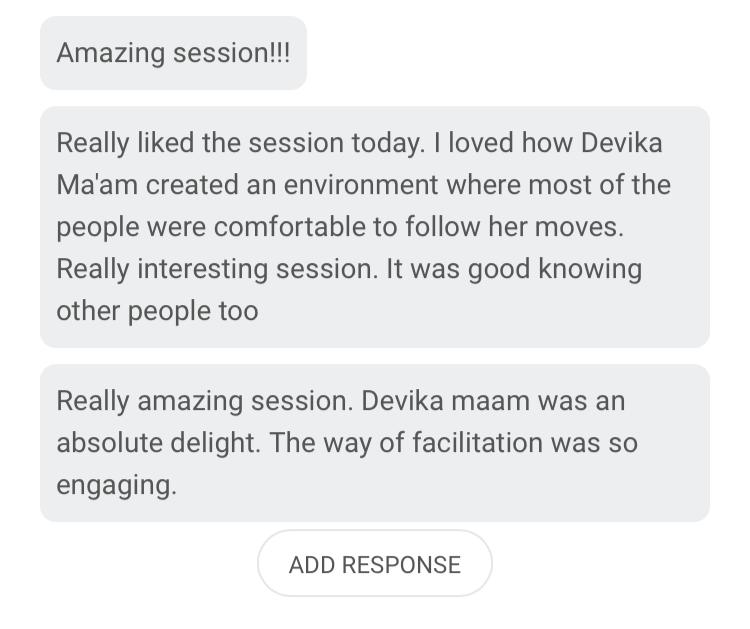 Amazing session!!!
Really liked the session today. I loved how Devika
Ma'am created an environment where most of the
people were comfortable to follow her moves.
Really interesting session. It was good knowing
other people too
Really amazing session. Devika maam was an
absolute delight. The way of facilitation was so
engaging.
ADD RESPONSE